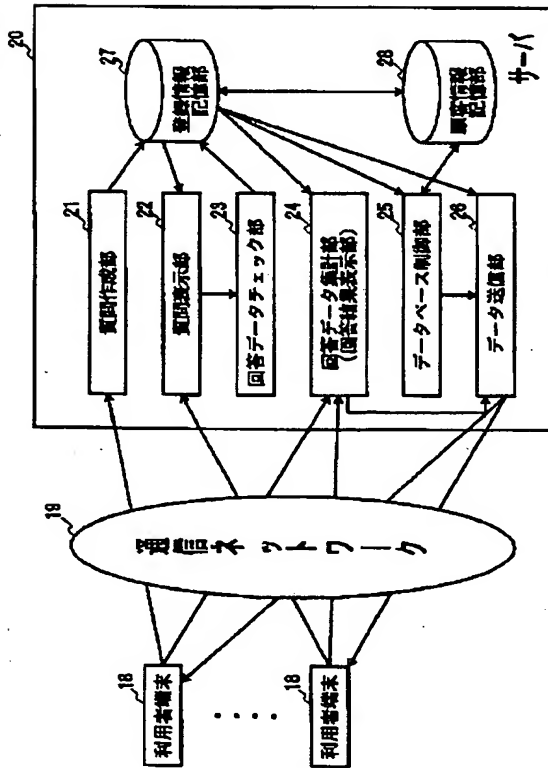 20
サーバ
27
登録情報
記憶部
28
顧客情報
記憶部
21
質問作成部
22
質問表示部
23
回答データチェック部
24
回答データ集計部
(回答結果表示部)
25
データベース制御部
26
データ送信部
19
通信ネットワーク
18
利用者端末
18
利用者端末